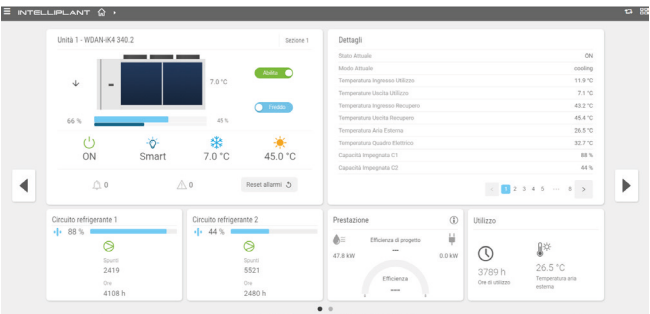 INTELLIPLANT
Unità 1 - WDAN-iK4 340.2
Sezione 1
7.0 °C
Abilita
Freddo
66 %
45 %
ON
Smart
7.0 °C
45.0 °C
0
0
Reset allarmi
Dettagli
Stato Attuale ON
Modo Attuale cooling
Temperatura Ingresso Utilizzo 11.9 °C
Temperatura Uscita Utilizzo 7.1 °C
Temperatura Ingresso Recupero 43.2 °C
Temperatura Uscita Recupero 45.4 °C
Temperatura Aria Esterna 26.5 °C
Temperatura Quadro Elettrico 32.7 °C
Capacità Impegnata C1 88 %
Capacità Impegnata C2 44 %
< 1 2 3 4 5 ... 8 >
Circuito refrigerante 1
88 %
Spunti
2419
Ore
4108 h
Circuito refrigerante 2
44 %
Spunti
5521
Ore
2480 h
Prestazione
Efficienza di progetto
---
47.8 kW
0.0 kW
Efficienza
---
Utilizzo
3789 h
Ore di utilizzo
26.5 °C
Temperatura aria
esterna